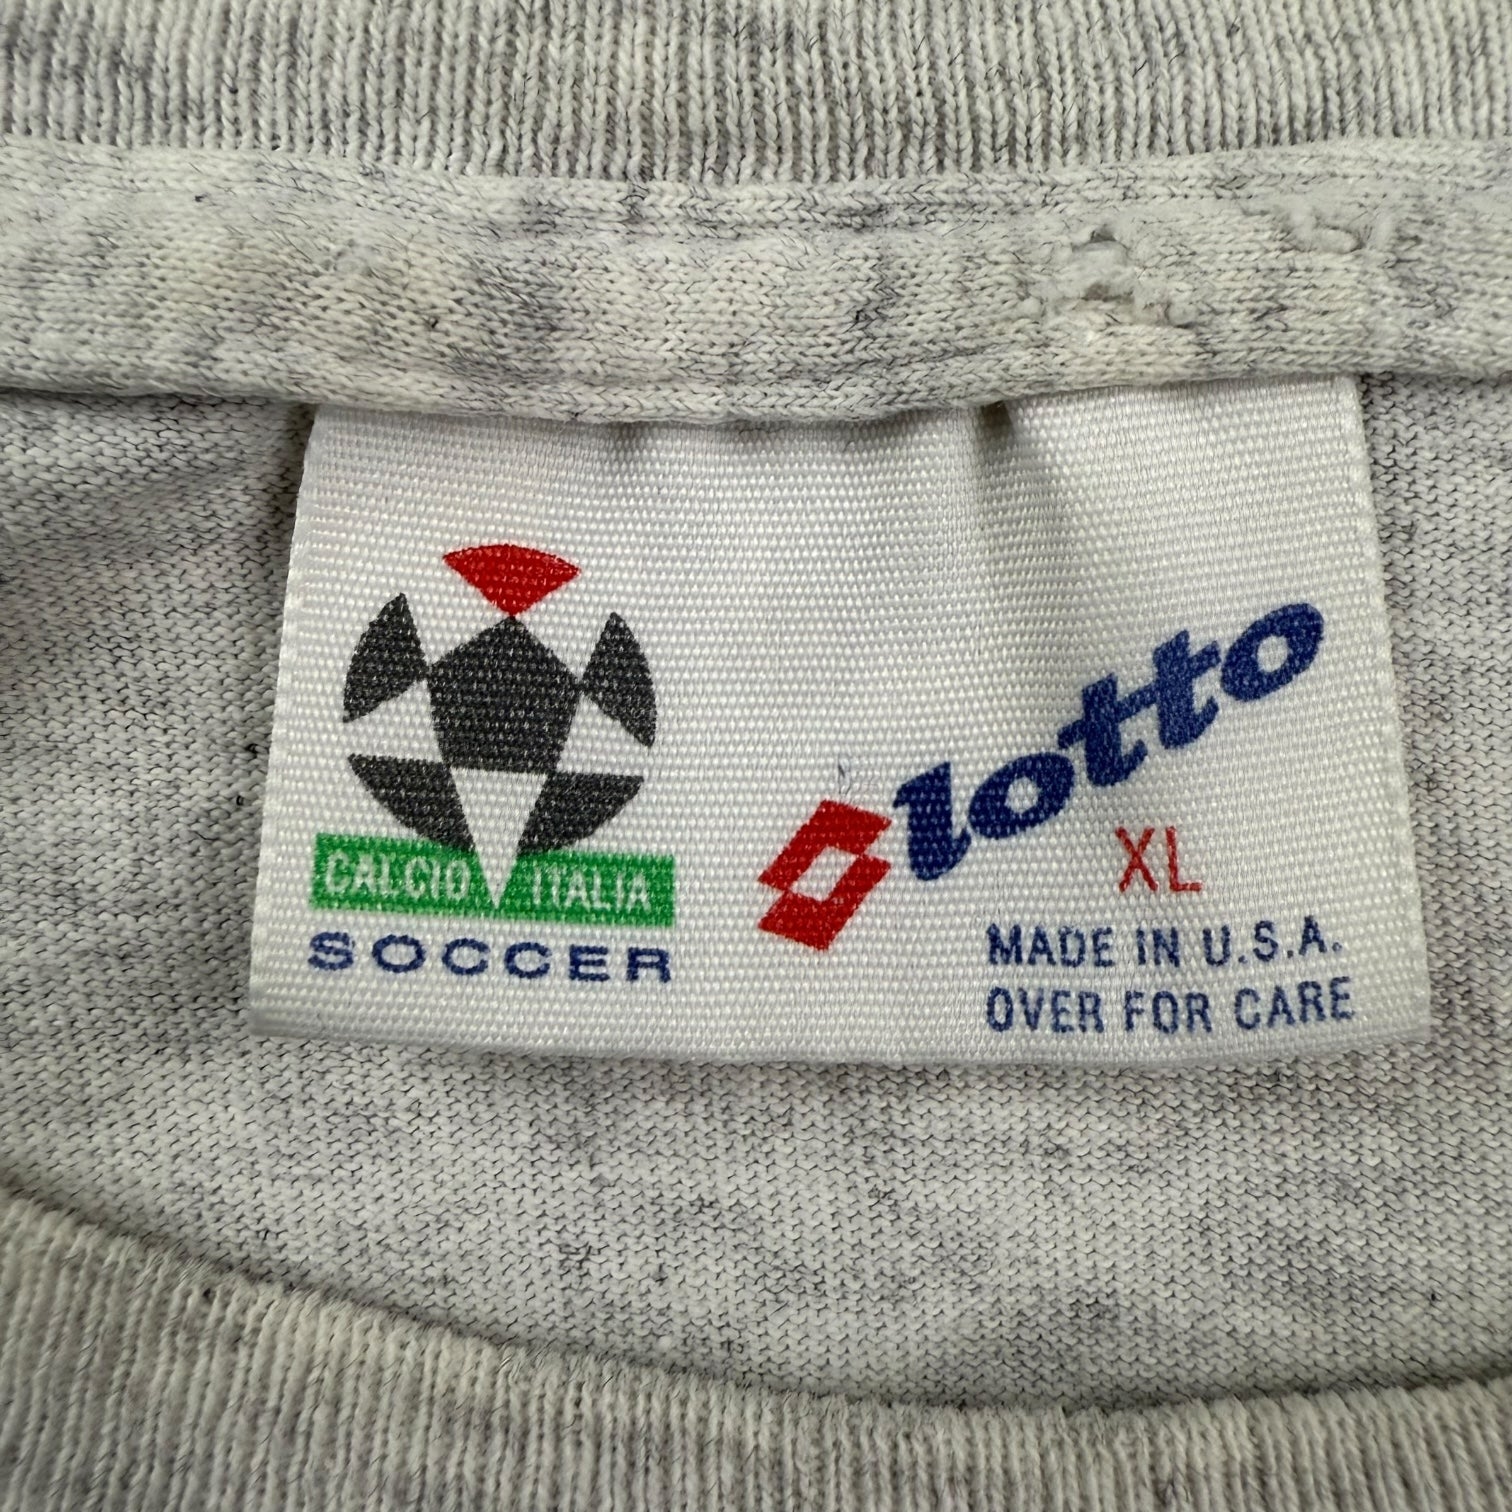 CALCIO ITALIA
SOCCER
lotto
XL
MADE IN U.S.A.
OVER FOR CARE